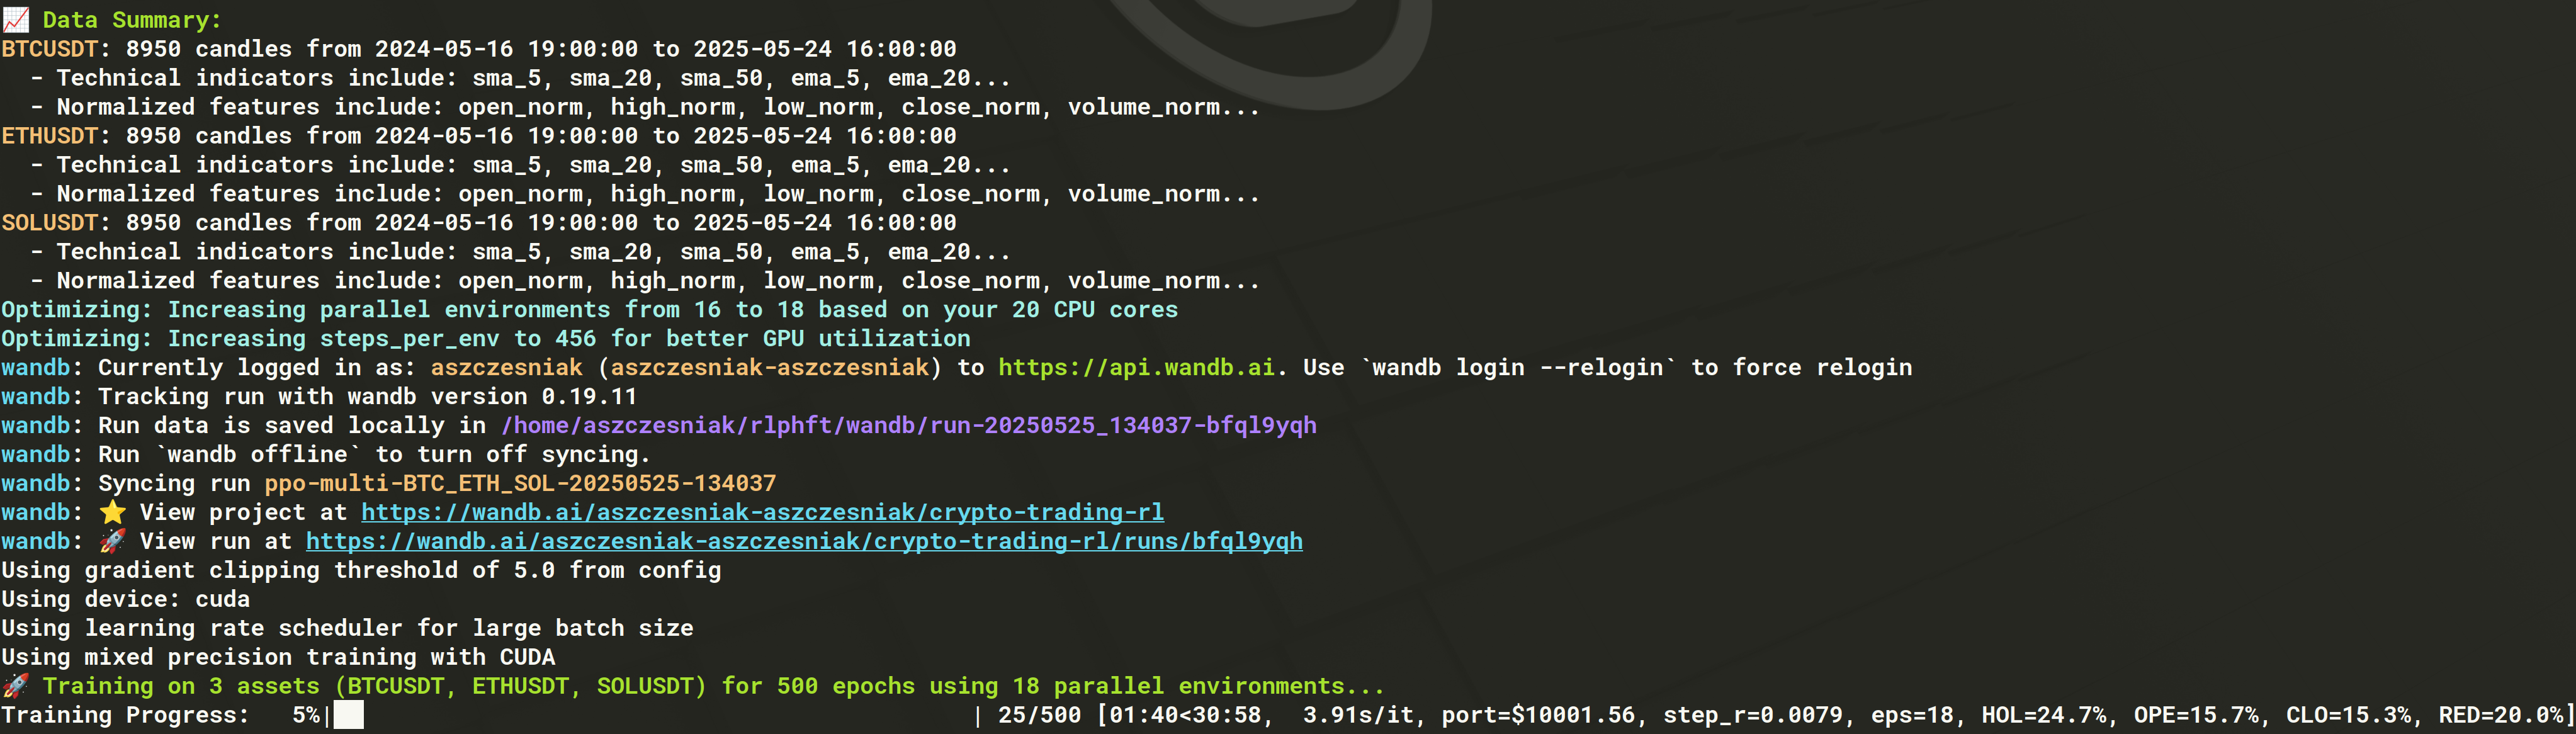 📈 Data Summary:
BTCUSDT: 8950 candles from 2024-05-16 19:00:00 to 2025-05-24 16:00:00
  - Technical indicators include: sma_5, sma_20, sma_50, ema_5, ema_20...
  - Normalized features include: open_norm, high_norm, low_norm, close_norm, volume_norm...
ETHUSDT: 8950 candles from 2024-05-16 19:00:00 to 2025-05-24 16:00:00
  - Technical indicators include: sma_5, sma_20, sma_50, ema_5, ema_20...
  - Normalized features include: open_norm, high_norm, low_norm, close_norm, volume_norm...
SOLUSDT: 8950 candles from 2024-05-16 19:00:00 to 2025-05-24 16:00:00
  - Technical indicators include: sma_5, sma_20, sma_50, ema_5, ema_20...
  - Normalized features include: open_norm, high_norm, low_norm, close_norm, volume_norm...
Optimizing: Increasing parallel environments from 16 to 18 based on your 20 CPU cores
Optimizing: Increasing steps_per_env to 456 for better GPU utilization
wandb: Currently logged in as: aszczesniak (aszczesniak-aszczesniak) to https://api.wandb.ai. Use `wandb login --relogin` to force relogin
wandb: Tracking run with wandb version 0.19.11
wandb: Run data is saved locally in /home/aszczesniak/rlphft/wandb/run-20250525_134037-bfql9yqh
wandb: Run `wandb offline` to turn off syncing.
wandb: Syncing run ppo-multi-BTC_ETH_SOL-20250525-134037
wandb: ⭐ View project at https://wandb.ai/aszczesniak-aszczesniak/crypto-trading-rl
wandb: 🚀 View run at https://wandb.ai/aszczesniak-aszczesniak/crypto-trading-rl/runs/bfql9yqh
Using gradient clipping threshold of 5.0 from config
Using device: cuda
Using learning rate scheduler for large batch size
Using mixed precision training with CUDA
🚀 Training on 3 assets (BTCUSDT, ETHUSDT, SOLUSDT) for 500 epochs using 18 parallel environments...
Training Progress:   5%|██                                            | 25/500 [01:40<30:58,  3.91s/it, port=$10001.56, step_r=0.0079, eps=18, HOL=24.7%, OPE=15.7%, CLO=15.3%, RED=20.0%]